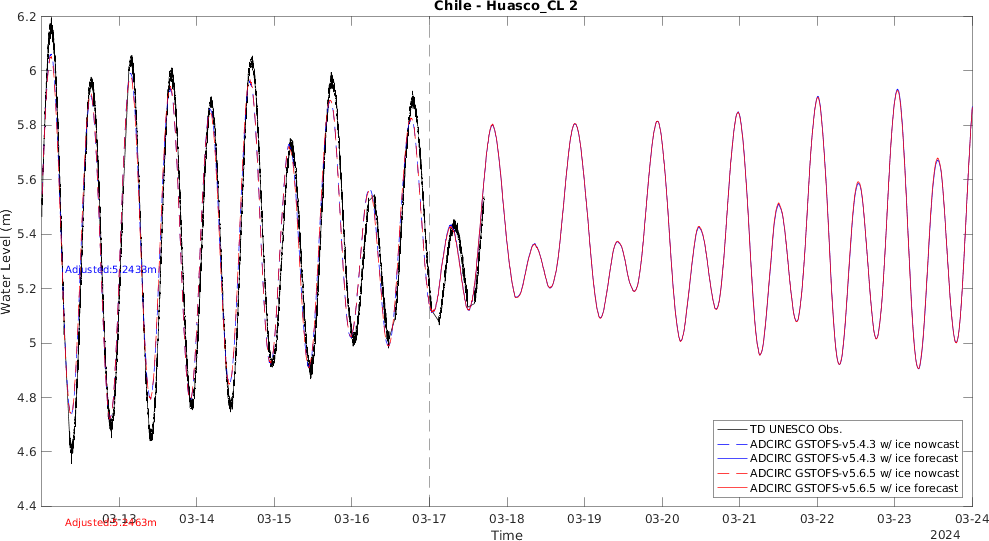 Chile - Huasco_CL 2
6.2
6
5.8
5.6
5.4
5.2
5
4.8
4.6
4.4
Water Level (m)
Adjusted:5.2433m
Adjusted:5.2463m
TD UNESCO Obs.
ADCIRC GSTOFS-v5.4.3 w/ ice nowcast
ADCIRC GSTOFS-v5.4.3 w/ ice forecast
ADCIRC GSTOFS-v5.6.5 w/ ice nowcast
ADCIRC GSTOFS-v5.6.5 w/ ice forecast
03-13 03-14 03-15 03-16 03-17 03-18 03-19 03-20 03-21 03-22 03-23 03-24
Time
2024